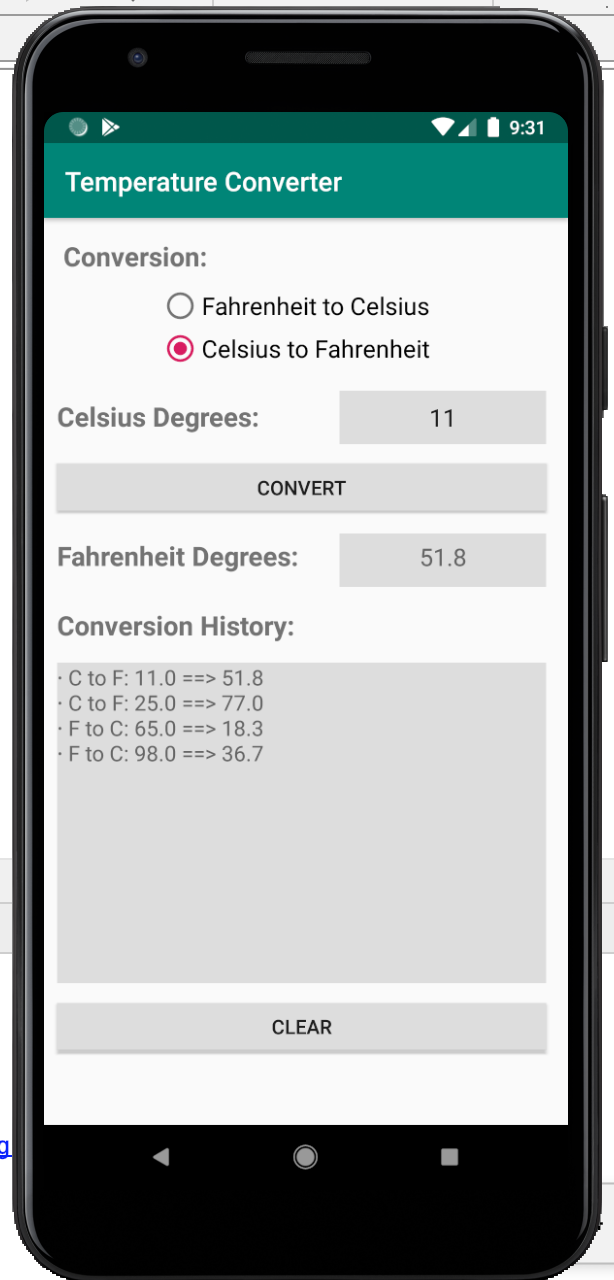 9:31
Temperature Converter
Conversion:
Fahrenheit to Celsius
Celsius to Fahrenheit
Celsius Degrees: 11
CONVERT
Fahrenheit Degrees: 51.8
Conversion History:
· C to F: 11.0 ==> 51.8
· C to F: 25.0 ==> 77.0
· F to C: 65.0 ==> 18.3
· F to C: 98.0 ==> 36.7
CLEAR
g